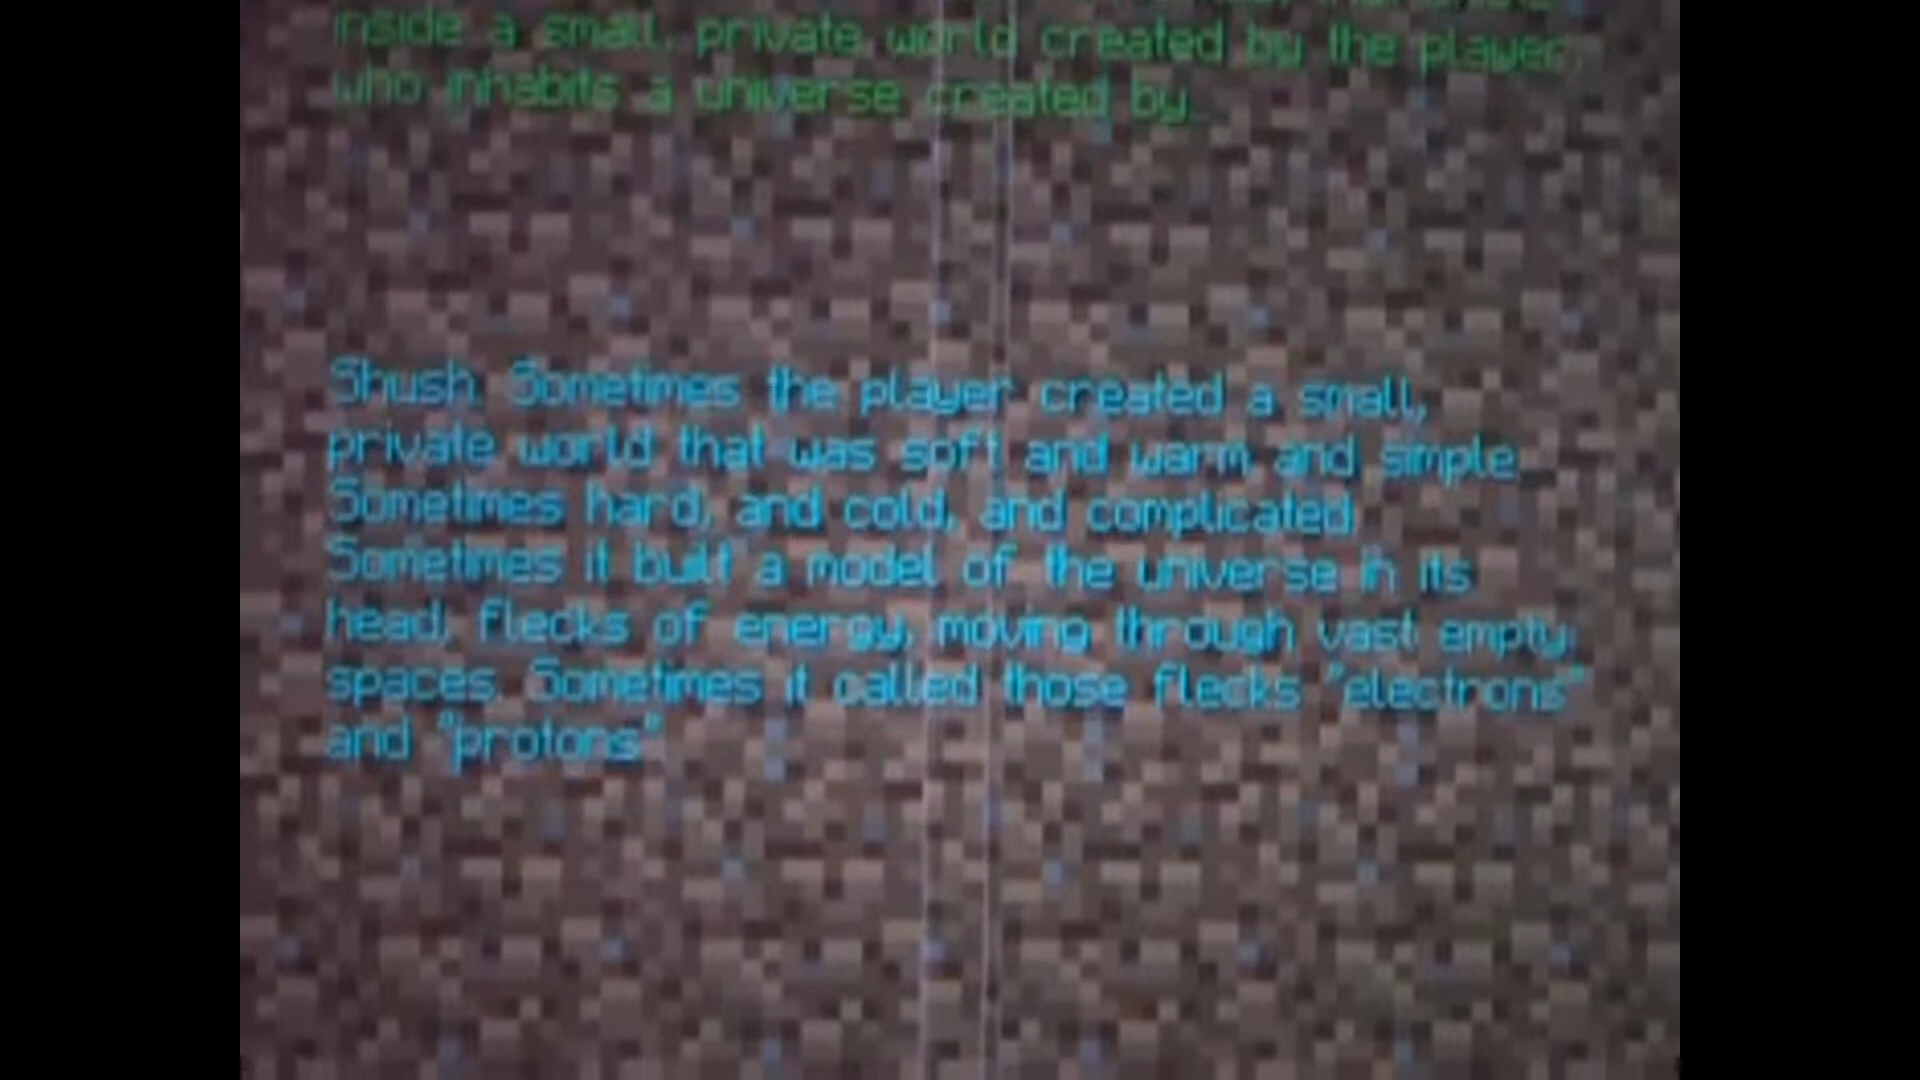 inside a small, private world created by the player,
who inhabits a universe created by...
Shush. Sometimes the player created a small,
private world that was soft and warm and simple.
Sometimes hard, and cold, and complicated.
Sometimes it built a model of the universe in its
head; flecks of energy, moving through vast empty
spaces. Sometimes it called those flecks "electrons"
and "protons".